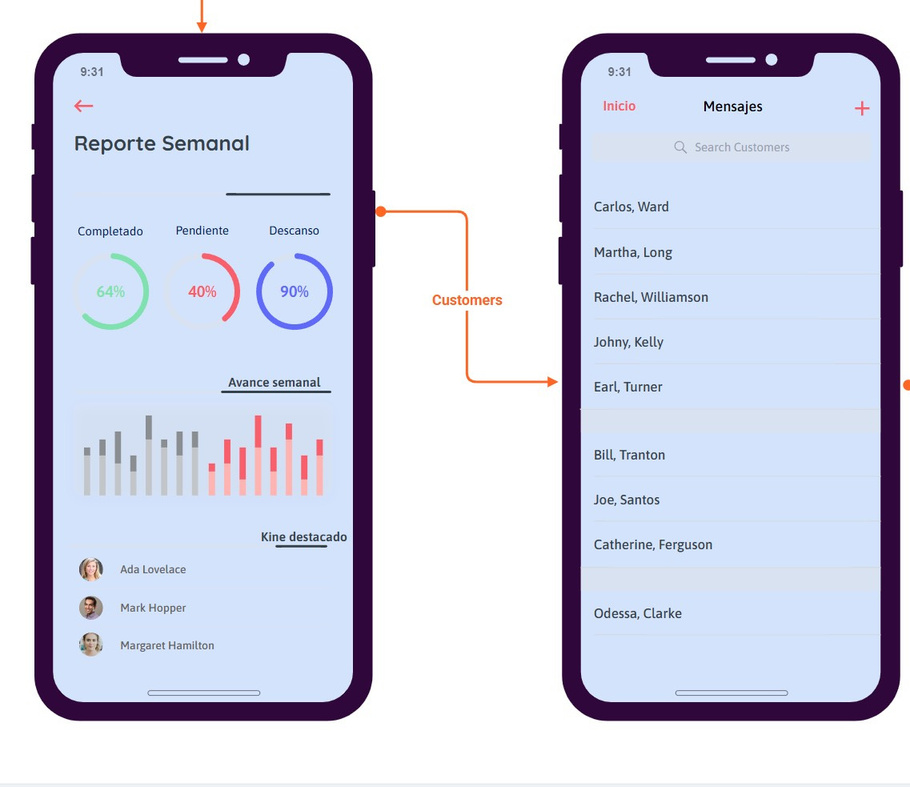 9:31
Reporte Semanal
Completado
Pendiente
Descanso
64%
40%
90%
Avance semanal
Kine destacado
Ada Lovelace
Mark Hopper
Margaret Hamilton
Customers
9:31
Inicio
Mensajes
+
Search Customers
Carlos, Ward
Martha, Long
Rachel, Williamson
Johny, Kelly
Earl, Turner
Bill, Tranton
Joe, Santos
Catherine, Ferguson
Odessa, Clarke